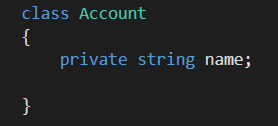 class Account
{
    private string name;
}